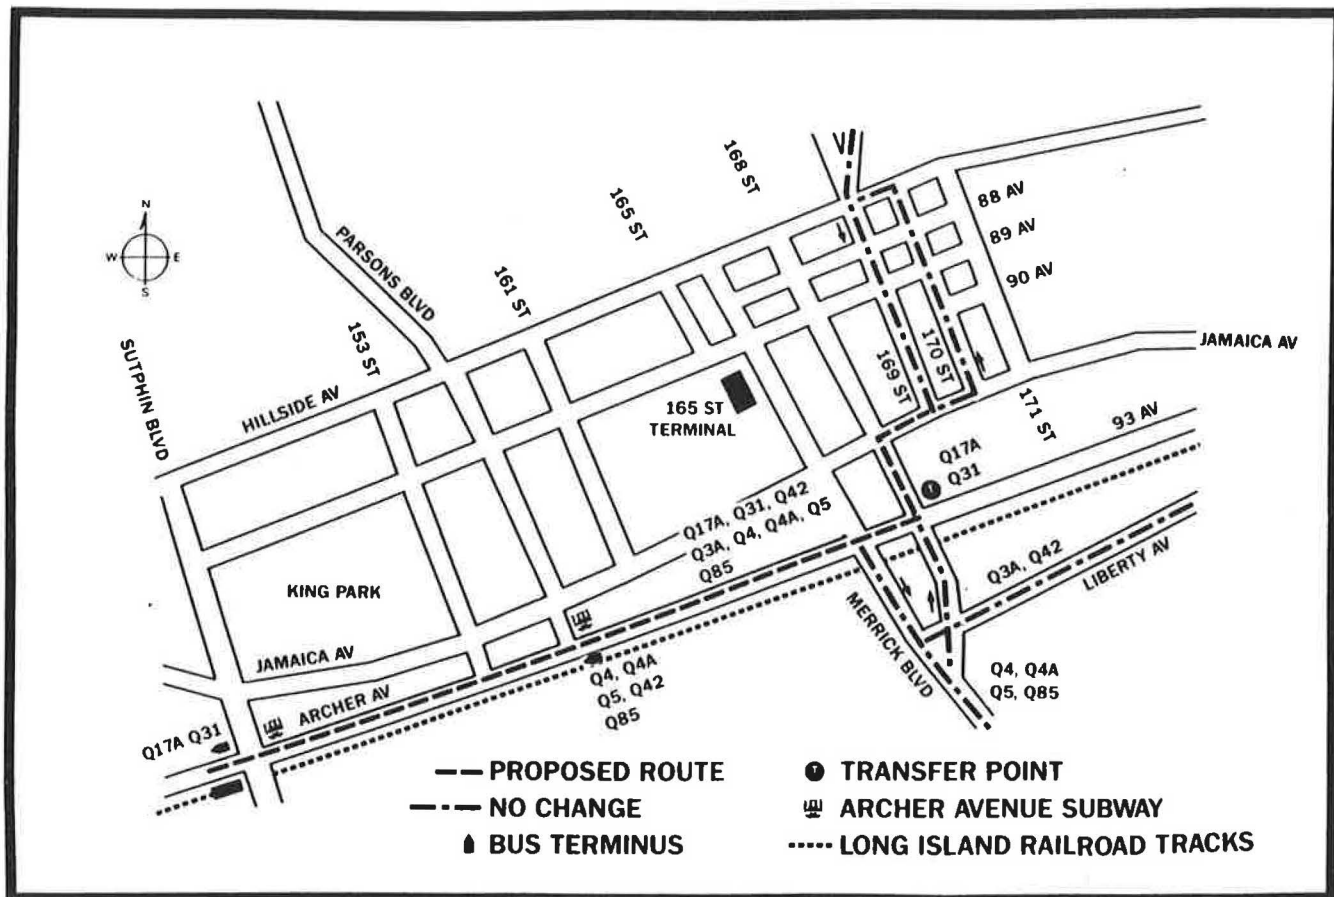 168 ST
165 ST
88 AV
N
W E
S
PARSONS BLVD
161 ST
89 AV
90 AV
153 ST
SUTPHIN BLVD
HILLSIDE AV
JAMAICA AV
170 ST
169 ST
165 ST
TERMINAL
171 ST
93 AV
Q17A
Q31
T
Q17A, Q31, Q42
Q3A, Q4, Q4A, Q5
Q85
KING PARK
Q3A, Q42
LIBERTY AV
MERRICK BLVD
JAMAICA AV
Q4, Q4A
Q5, Q42
Q85
Q4, Q4A
Q5, Q85
ARCHER AV
Q17A Q31
PROPOSED ROUTE
T TRANSFER POINT
NO CHANGE
ARCHER AVENUE SUBWAY
BUS TERMINUS
LONG ISLAND RAILROAD TRACKS